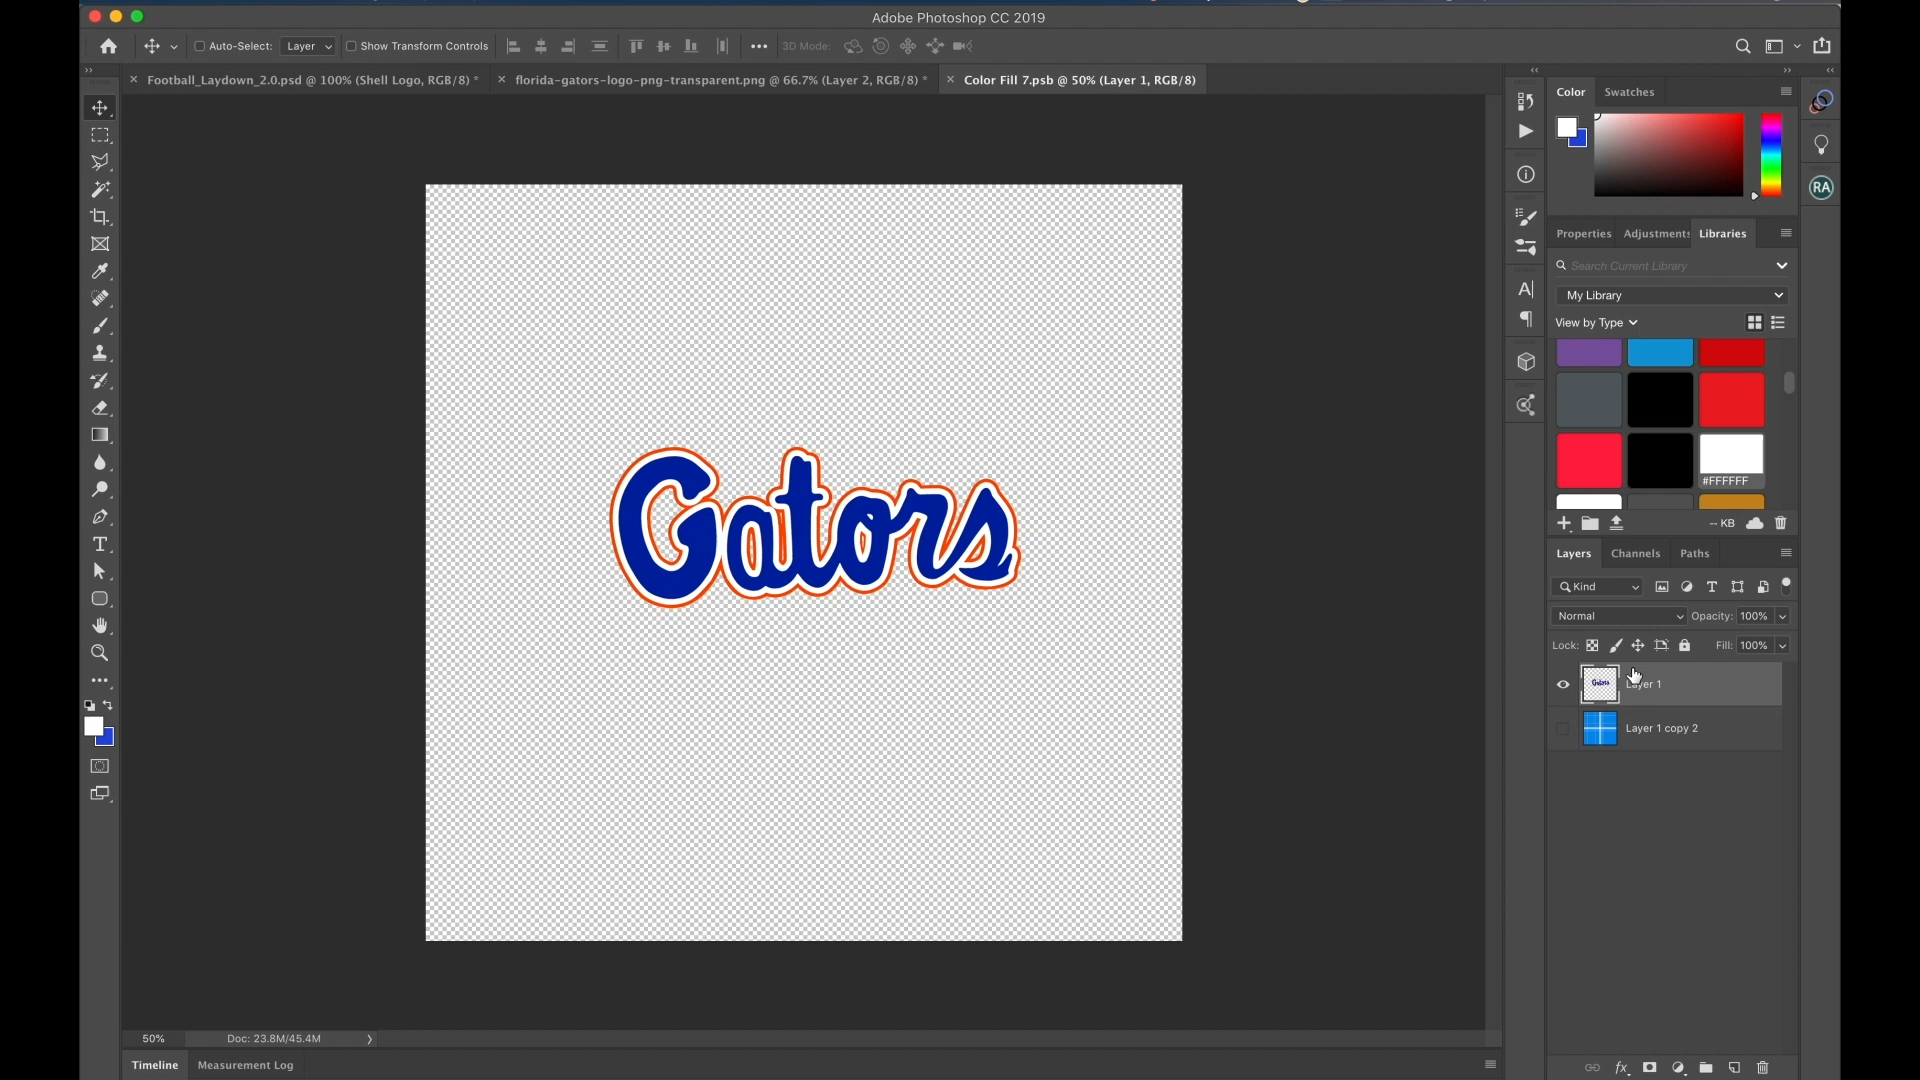 Adobe Photoshop CC 2019
Auto-Select: Layer Show Transform Controls 3D Mode:
Football_Laydown_2.0.psd @ 100% (Shell Logo, RGB/8) *
florida-gators-logo-png-transparent.png @ 66.7% (Layer 2, RGB/8) *
Color Fill 7.psb @ 50% (Layer 1, RGB/8)
Color Swatches
RA
Properties Adjustments Libraries
Search Current Library
My Library
View by Type
#FFFFFF
-- KB
Gators
Layers Channels Paths
Kind
Normal Opacity: 100%
Lock: Fill: 100%
Layer 1
Layer 1 copy 2
50% Doc: 23.8M/45.4M
Timeline Measurement Log
fx